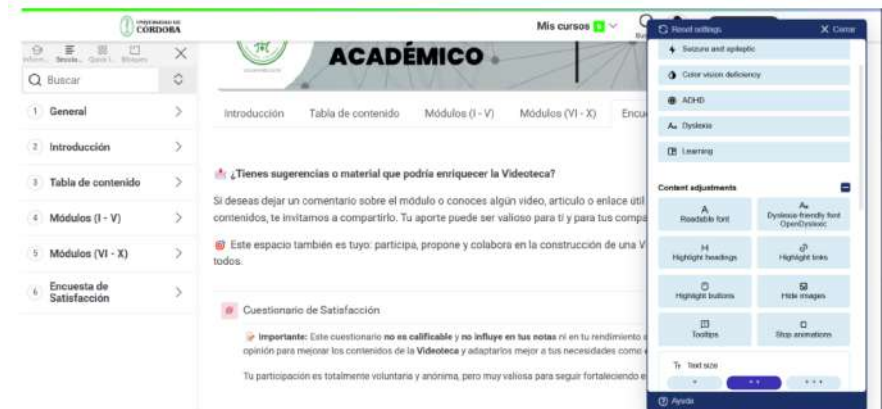 UNIVERSIDAD DE
CÓRDOBA
Mis cursos
Buscar
General
Introducción
Tabla de contenido
Módulos (I - V)
Módulos (VI - X)
Encuesta de
Satisfacción
ACADÉMICO
Introducción Tabla de contenido Módulos (I - V) Módulos (VI - X) Encu
¿Tienes sugerencias o material que podría enriquecer la Videoteca?
Si deseas dejar un comentario sobre el módulo o conoces algún video, artículo o enlace útil
contenidos, te invitamos a compartirlo. Tu aporte puede ser valioso para ti y para tus compa
Este espacio también es tuyo: participa, propone y colabora en la construcción de una V
todos.
Cuestionario de Satisfacción
Importante: Este cuestionario no es calificable y no influye en tus notas ni en tu rendimiento
opinión para mejorar los contenidos de la Videoteca y adaptarlos mejor a tus necesidades como
Tu participación es totalmente voluntaria y anónima, pero muy valiosa para seguir fortaleciendo
Reset settings Cerrar
Seizure and epileptic
Color vision deficiency
ADHD
Dyslexia
Learning
Content adjustments
Readable font
Dyslexia-friendly font
OpenDyslexic
Highlight headings
Highlight links
Highlight buttons
Hide images
Tooltips
Stop animations
Text size
Ayuda